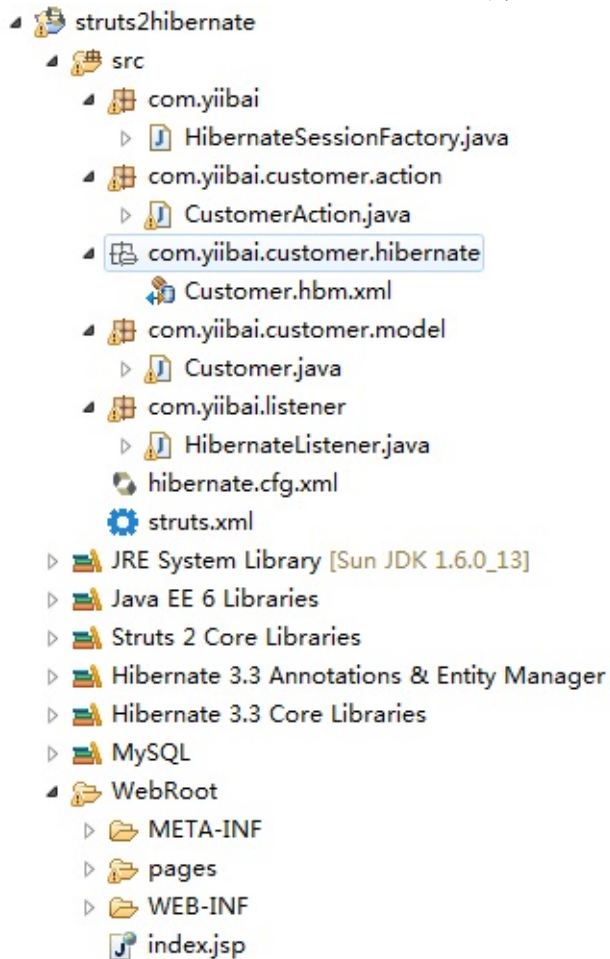 struts2hibernate
src
com.yiibai
HibernateSessionFactory.java
com.yiibai.customer.action
CustomerAction.java
com.yiibai.customer.hibernate
Customer.hbm.xml
com.yiibai.customer.model
Customer.java
com.yiibai.listener
HibernateListener.java
hibernate.cfg.xml
struts.xml
JRE System Library [Sun JDK 1.6.0_13]
Java EE 6 Libraries
Struts 2 Core Libraries
Hibernate 3.3 Annotations & Entity Manager
Hibernate 3.3 Core Libraries
MySQL
WebRoot
META-INF
pages
WEB-INF
index.jsp